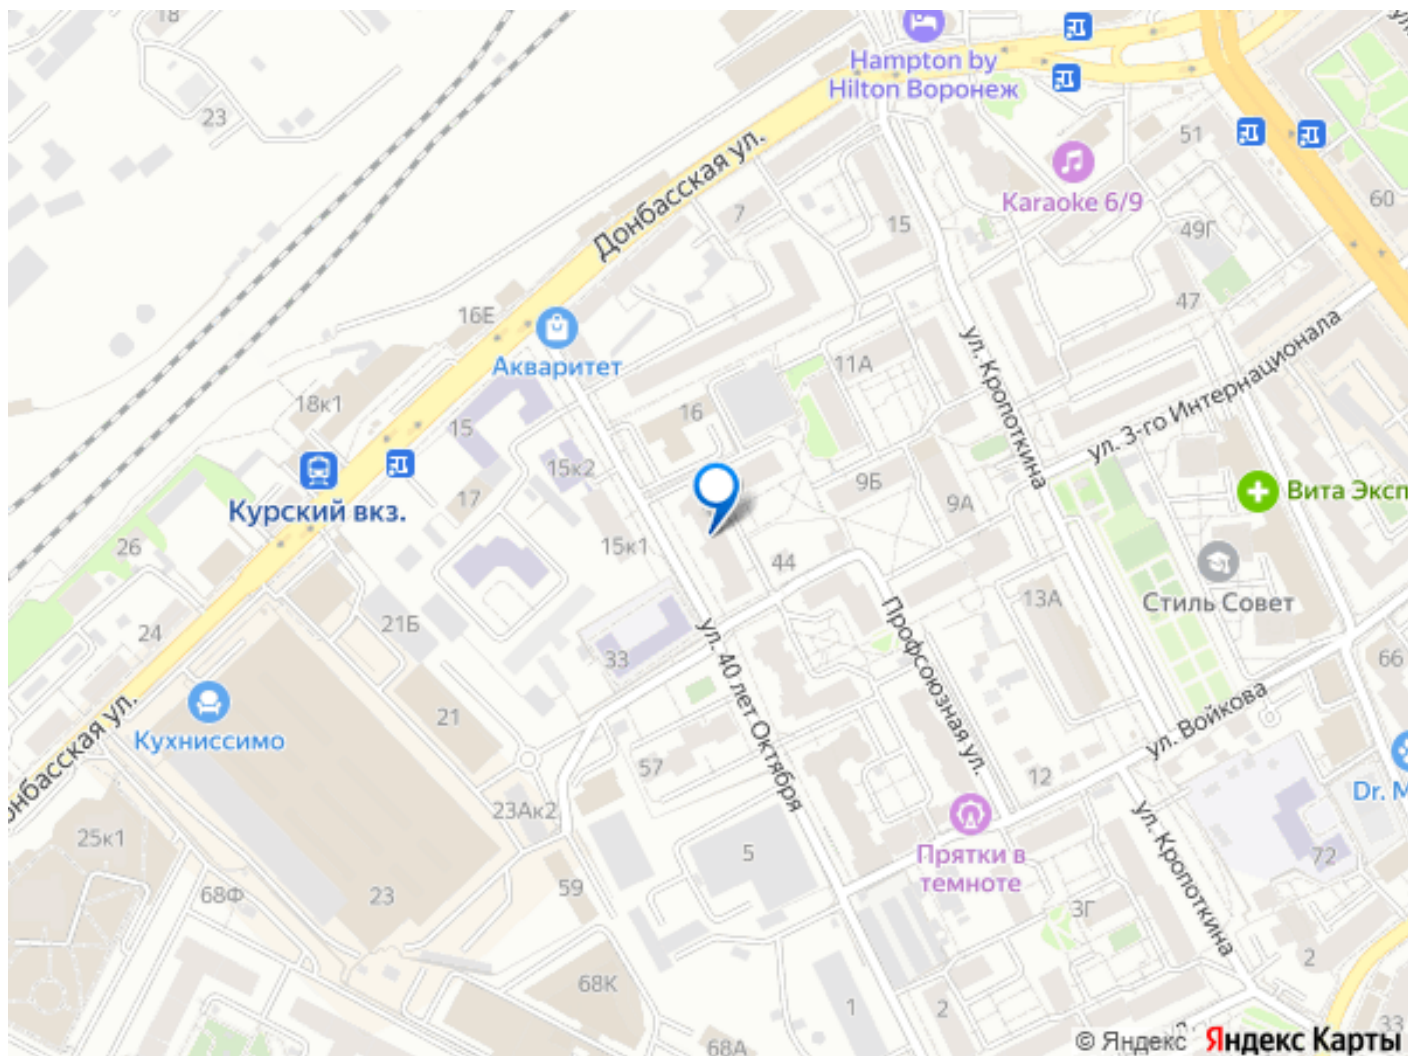 18
23
Hampton by
Hilton Воронеж
51
Karaoke 6/9
60
Донбасская ул.
7
15
49Г
47
16Е
Акваритет
11А
ул. Кропоткина
ул. 3-го Интернационала
18к1
16
15
15к2
17
9Б
9А
Вита Эксп
Курский вкз.
26
15к1
44
13А
Стиль Совет
24
21Б
33
ул. 40 лет Октября
Профсоюзная ул.
66
21
Кухниссимо
онбасская ул.
57
12
ул. Войкова
Dr. M
23Ак2
25к1
5
Прятки в
темноте
ул. Кропоткина
72
59
68Ф
23
3Г
2
68К
1
2
33
68А
© Яндекс Яндекс Карты